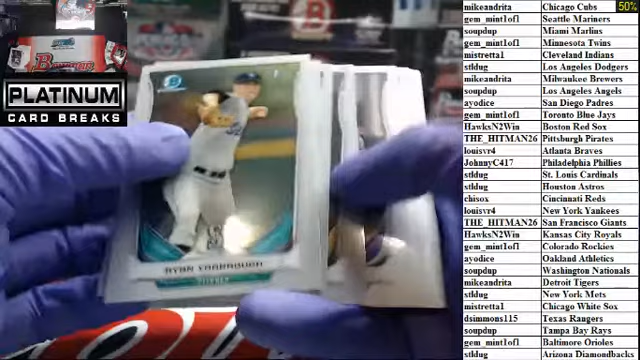 PLATINUM
CARD BREAKS
RYAN YARBROUGH
PITCHER
50%
mikeandrita Chicago Cubs
gem_mint1of1 Seattle Mariners
soupdup Miami Marlins
gem_mint1of1 Minnesota Twins
mistretta1 Cleveland Indians
stldug Los Angeles Dodgers
mikeandrita Milwaukee Brewers
soupdup Los Angeles Angels
ayodice San Diego Padres
gem_mint1of1 Toronto Blue Jays
HawksN2Win Boston Red Sox
THE_HITMAN26 Pittsburgh Pirates
louisvr4 Atlanta Braves
JohnnyC417 Philadelphia Phillies
stldug St. Louis Cardinals
stldug Houston Astros
chisox Cincinnati Reds
louisvr4 New York Yankees
THE_HITMAN26 San Francisco Giants
HawksN2Win Kansas City Royals
gem_mint1of1 Colorado Rockies
ayodice Oakland Athletics
soupdup Washington Nationals
mikeandrita Detroit Tigers
stldug New York Mets
mistretta1 Chicago White Sox
dsimmons115 Texas Rangers
soupdup Tampa Bay Rays
gem_mint1of1 Baltimore Orioles
stldug Arizona Diamondbacks